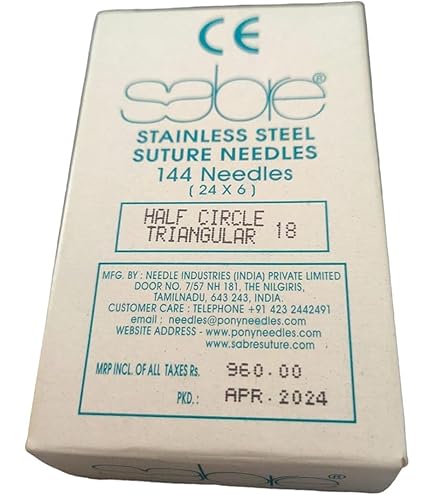 CE
sabre®
STAINLESS STEEL
SUTURE NEEDLES
144 Needles
( 24 X 6 )
HALF CIRCLE
TRIANGULAR 18
MFG. BY : NEEDLE INDUSTRIES (INDIA) PRIVATE LIMITED
DOOR NO. 7/57 NH 181, THE NILGIRIS,
TAMILNADU, 643 243, INDIA.
CUSTOMER CARE : TELEPHONE +91 423 2442491
email : needles@ponyneedles.com
WEBSITE ADDRESS - www.ponyneedles.com
www.sabresuture.com
MRP INCL. OF ALL TAXES Rs. 960.00
PKD. : APR. 2024
sabre®